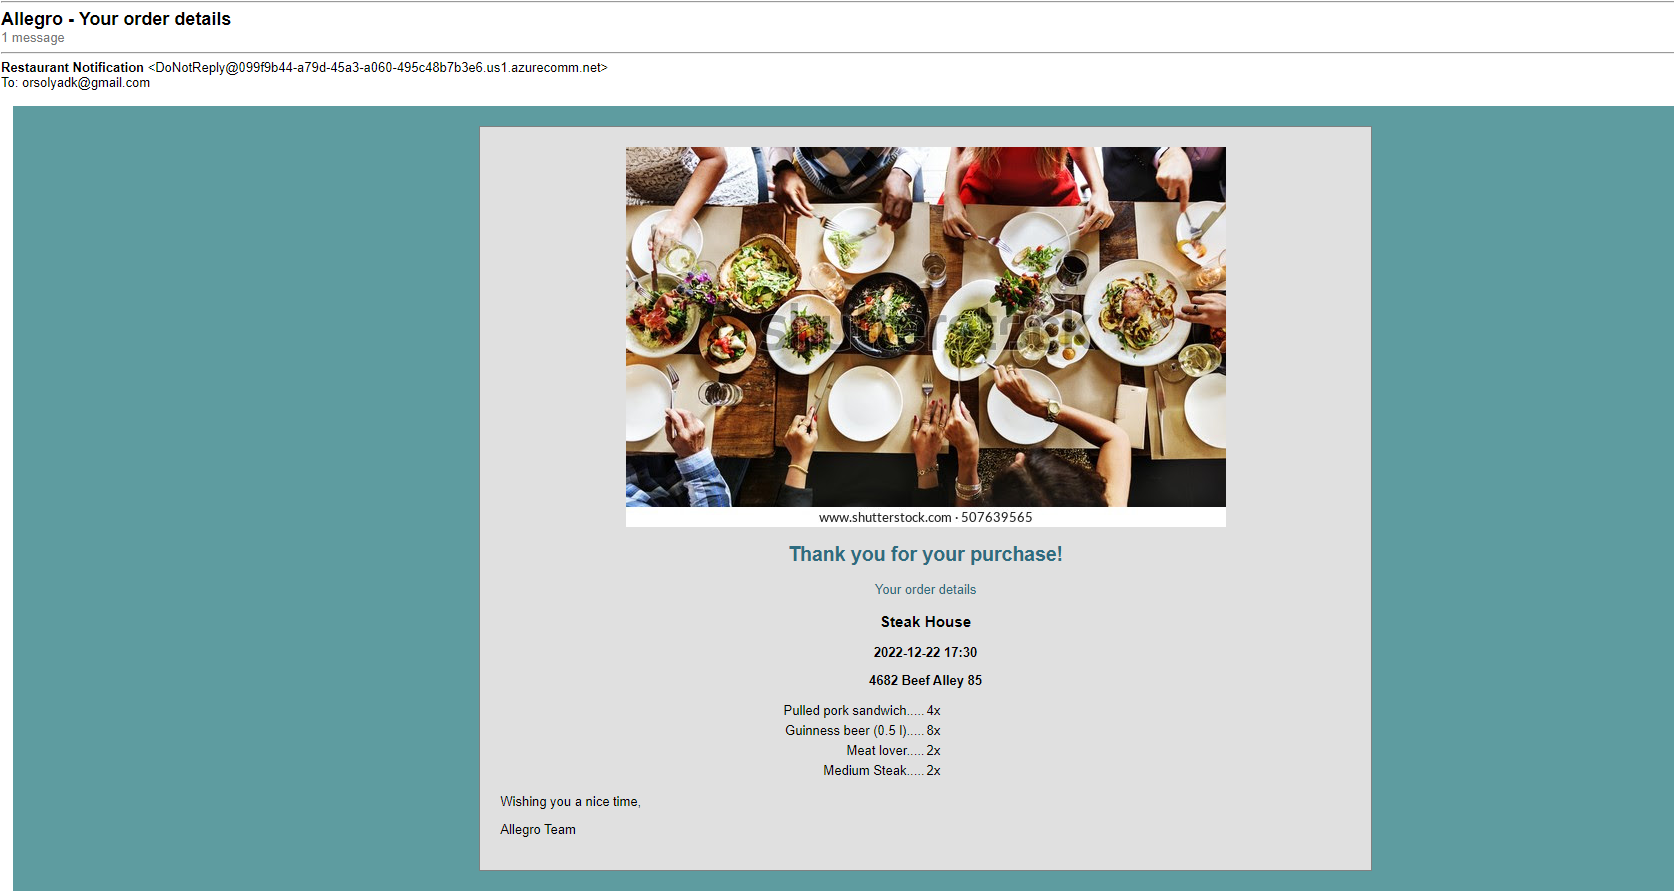 Allegro - Your order details
1 message
Restaurant Notification <DoNotReply@099f9b44-a79d-45a3-a060-495c48b7b3e6.us1.azurecomm.net>
To: orsolyadk@gmail.com
shutterstock
www.shutterstock.com · 507639565
Thank you for your purchase!
Your order details
Steak House
2022-12-22 17:30
4682 Beef Alley 85
Pulled pork sandwich..... 4x
Guinness beer (0.5 l)..... 8x
Meat lover..... 2x
Medium Steak..... 2x
Wishing you a nice time,
Allegro Team